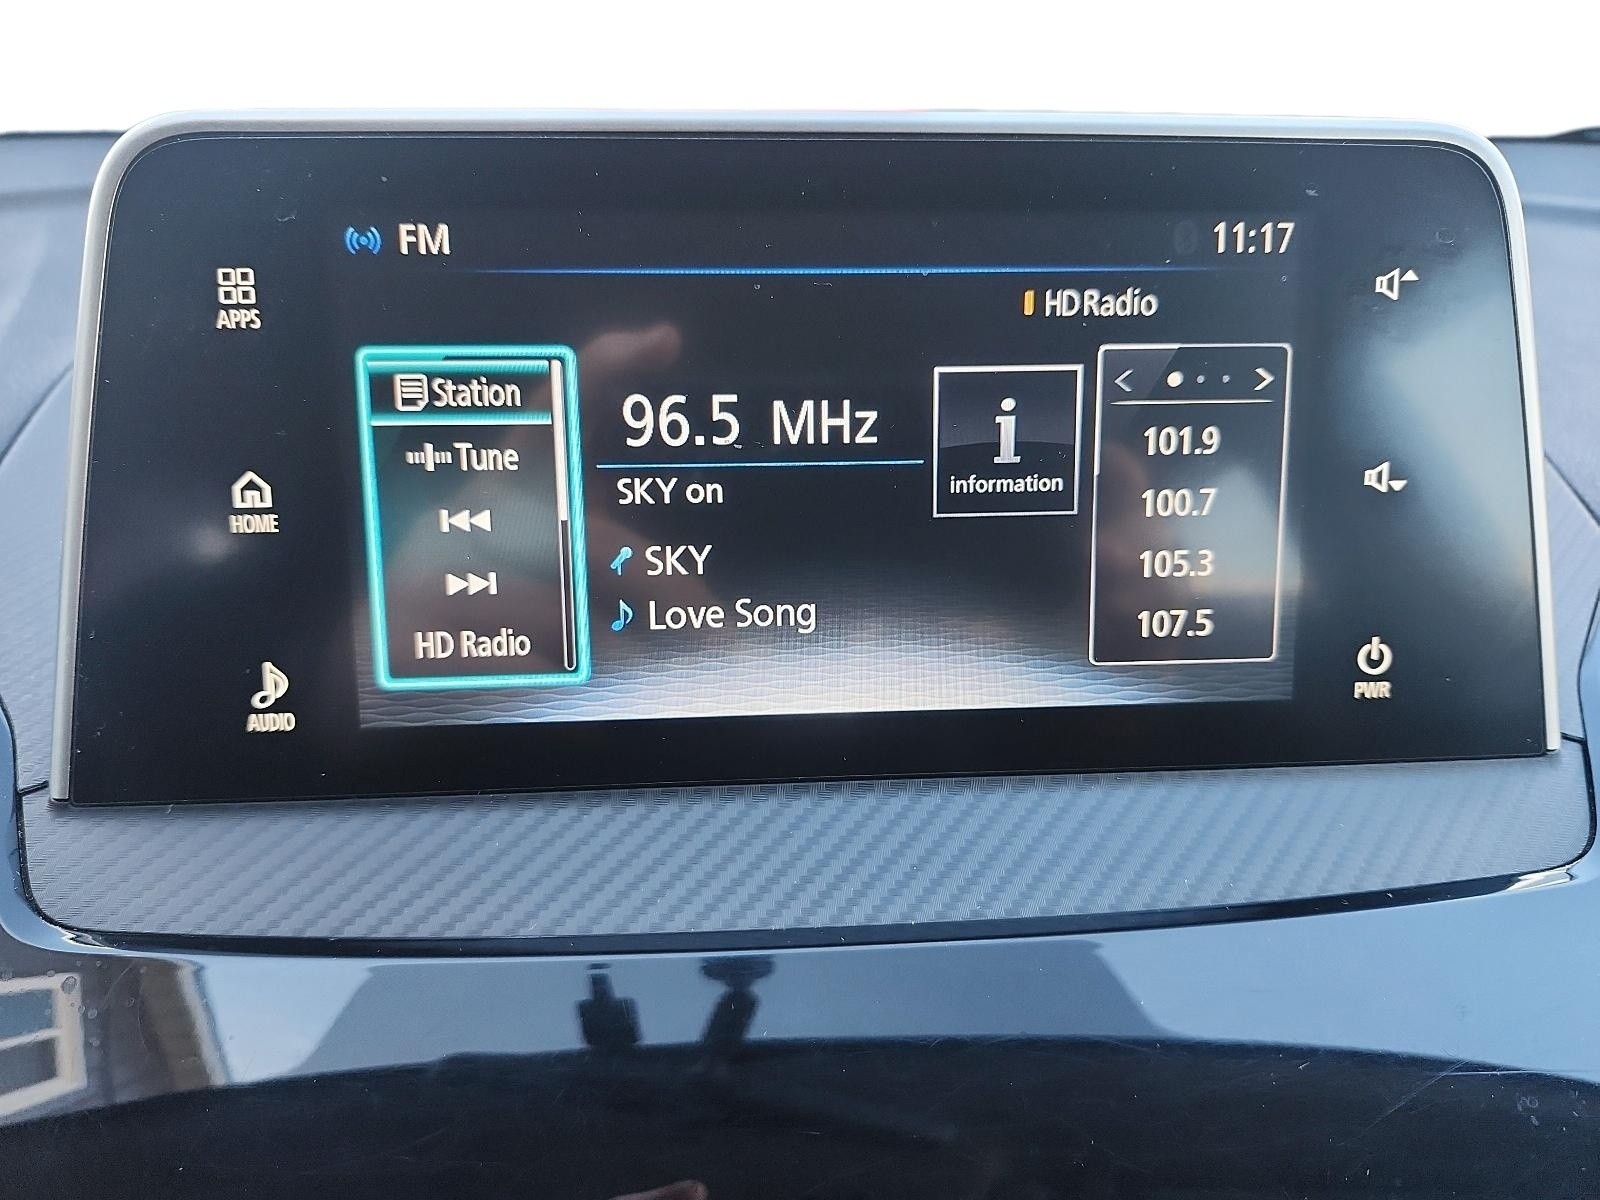 FM
11:17
HD Radio
APPS
HOME
AUDIO
Station
Tune
HD Radio
96.5 MHz
SKY on
SKY
Love Song
i
information
101.9
100.7
105.3
107.5
PWR